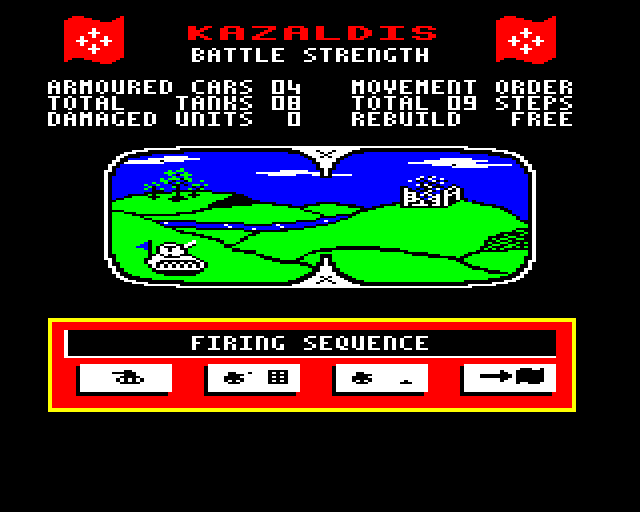 KAZALDIS
BATTLE STRENGTH
ARMOURED CARS 04 MOVEMENT ORDER
TOTAL TANKS 08 TOTAL 09 STEPS
DAMAGED UNITS 0 REBUILD FREE
FIRING SEQUENCE